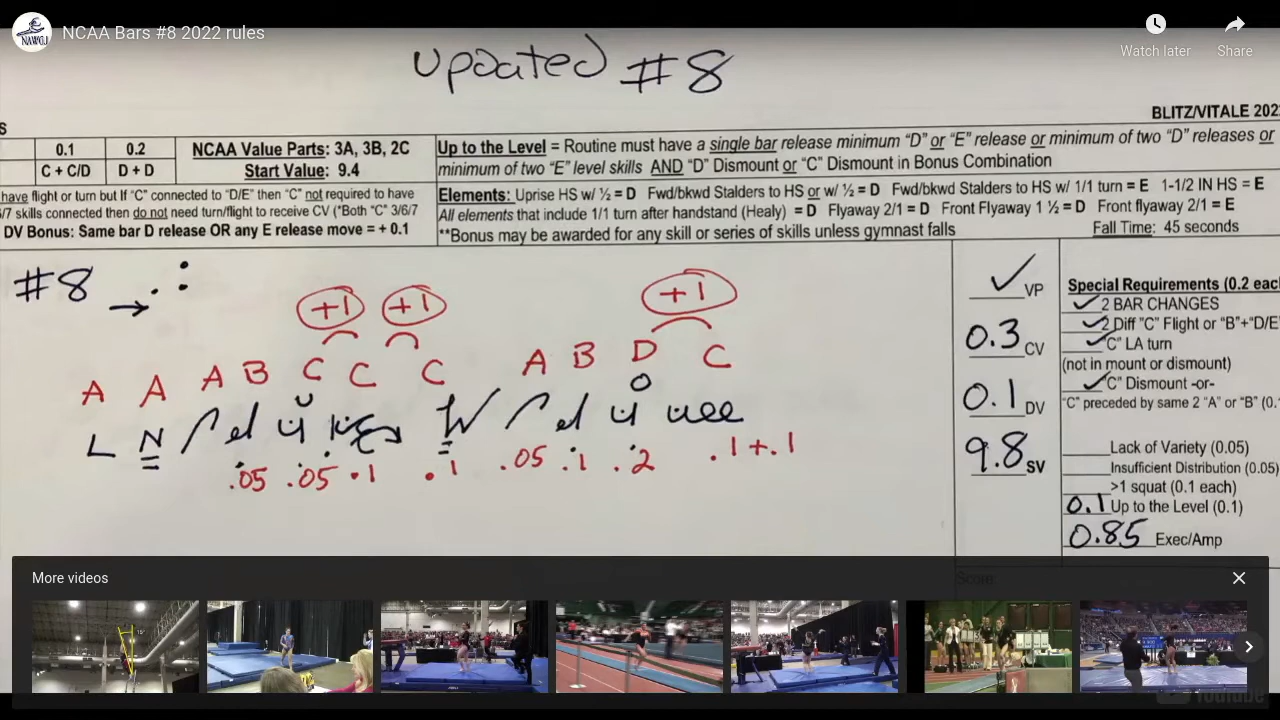 NCAA Bars #8 2022 rules
Watch later
Share
NAWGJ
Updated #8
BLITZ/VITALE 202
S
0.1 0.2
C + C/D D + D
NCAA Value Parts: 3A, 3B, 2C
Start Value: 9.4
Up to the Level = Routine must have a single bar release minimum “D” or “E” release or minimum of two “D” releases or
minimum of two “E” level skills AND “D” Dismount or “C” Dismount in Bonus Combination
have flight or turn but If “C” connected to “D/E” then “C” not required to have
6/7 skills connected then do not need turn/flight to receive CV (*Both “C” 3/6/7
DV Bonus: Same bar D release OR any E release move = + 0.1
Elements: Uprise HS w/ ½ = D Fwd/bkwd Stalders to HS or w/ ½ = D Fwd/bkwd Stalders to HS w/ 1/1 turn = E 1-1/2 IN HS = E
All elements that include 1/1 turn after handstand (Healy) = D Flyaway 2/1 = D Front Flyaway 1 ½ = D Front flyaway 2/1 = E
**Bonus may be awarded for any skill or series of skills unless gymnast falls
Fall Time: 45 seconds
#8
+1 +1 +1
A A A B C C C A B D C
.05 .05 .1 .1 .05 .1 .2 .1 +.1
VP
0.3 CV
0.1 DV
9.8 SV
Special Requirements (0.2 eac
2 BAR CHANGES
2 Diff “C” Flight or “B”+“D/E
“C” LA turn
(not in mount or dismount)
“C” Dismount -or-
“C” preceded by same 2 “A” or “B” (0.
Lack of Variety (0.05)
Insufficient Distribution (0.05)
>1 squat (0.1 each)
0.1 Up to the Level (0.1)
0.85 Exec/Amp
Score:
More videos
YouTube